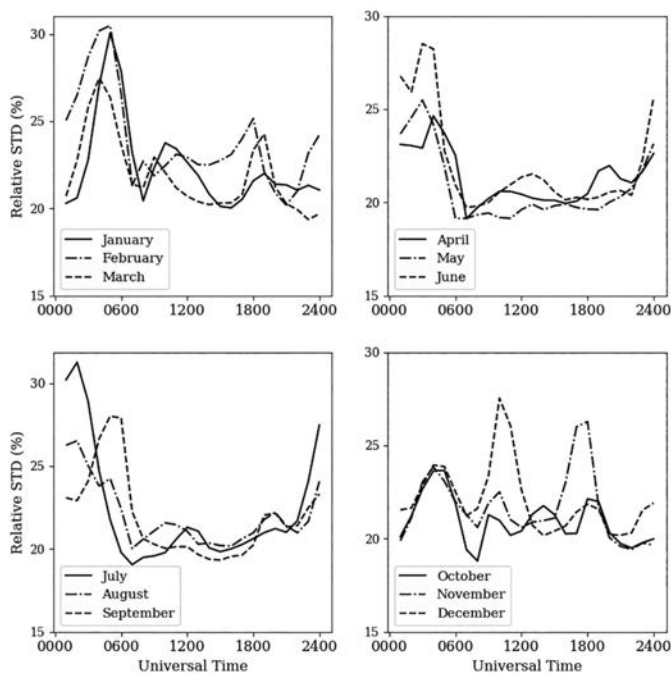 30
25
20
15
Relative STD (%)
January
February
March
0000 0600 1200 1800 2400
30
25
20
15
April
May
June
0000 0600 1200 1800 2400
30
25
20
15
Relative STD (%)
July
August
September
0000 0600 1200 1800 2400
Universal Time
30
25
20
15
October
November
December
0000 0600 1200 1800 2400
Universal Time